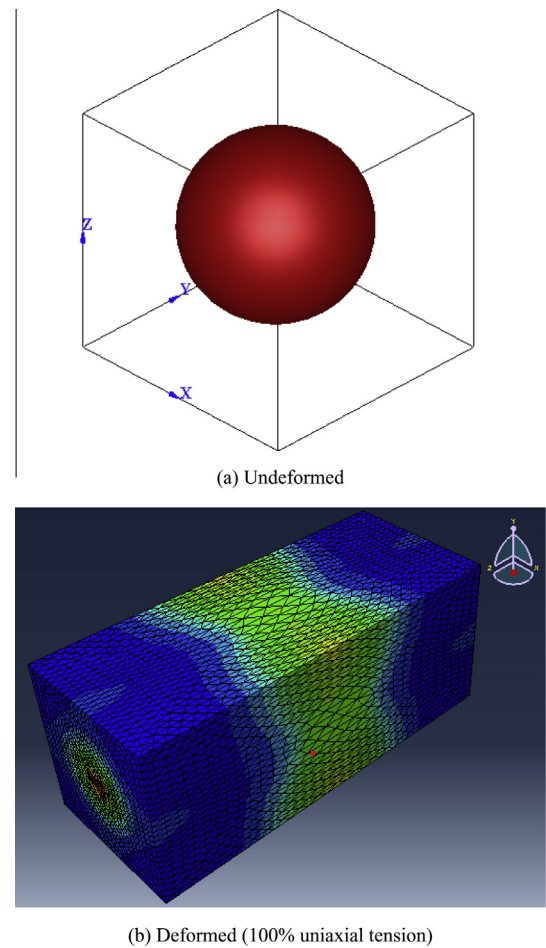 Z
Y
X
(a) Undeformed
Y
Z
X
(b) Deformed (100% uniaxial tension)